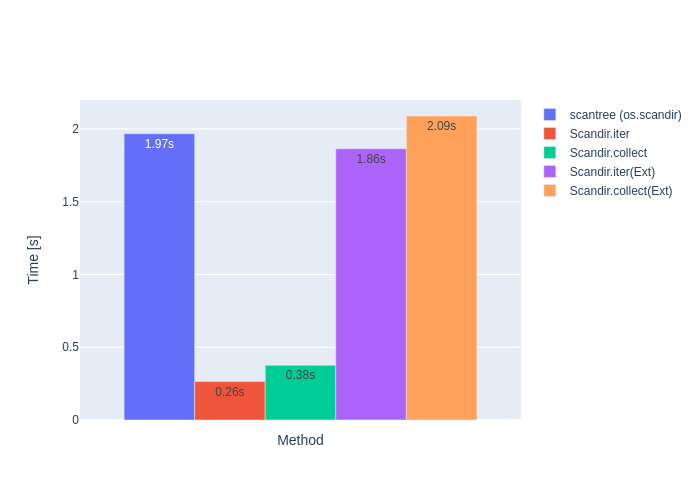 2
1.5
1
0.5
0
Time [s]
1.97s
0.26s
0.38s
1.86s
2.09s
Method
scantree (os.scandir)
Scandir.iter
Scandir.collect
Scandir.iter(Ext)
Scandir.collect(Ext)